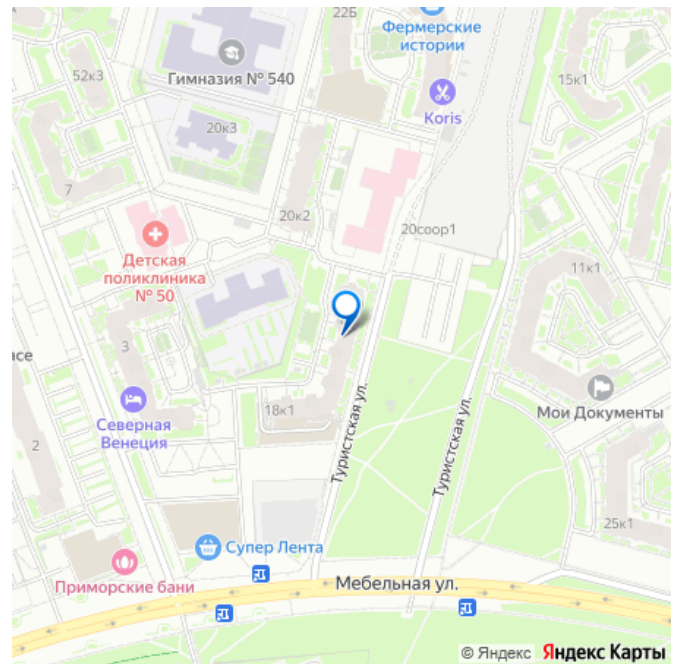 22Б
Фермерские
истории
52к3
Гимназия № 540
15к1
Koris
20к3
7
20к2
20соор1
Детская
поликлиника
№ 50
11к1
3
ace
18к1
Мои Документы
Северная
Венеция
2
Туристская ул.
Туристская ул.
25к1
Супер Лента
Приморские бани
Мебельная ул.
© Яндекс Яндекс Карты